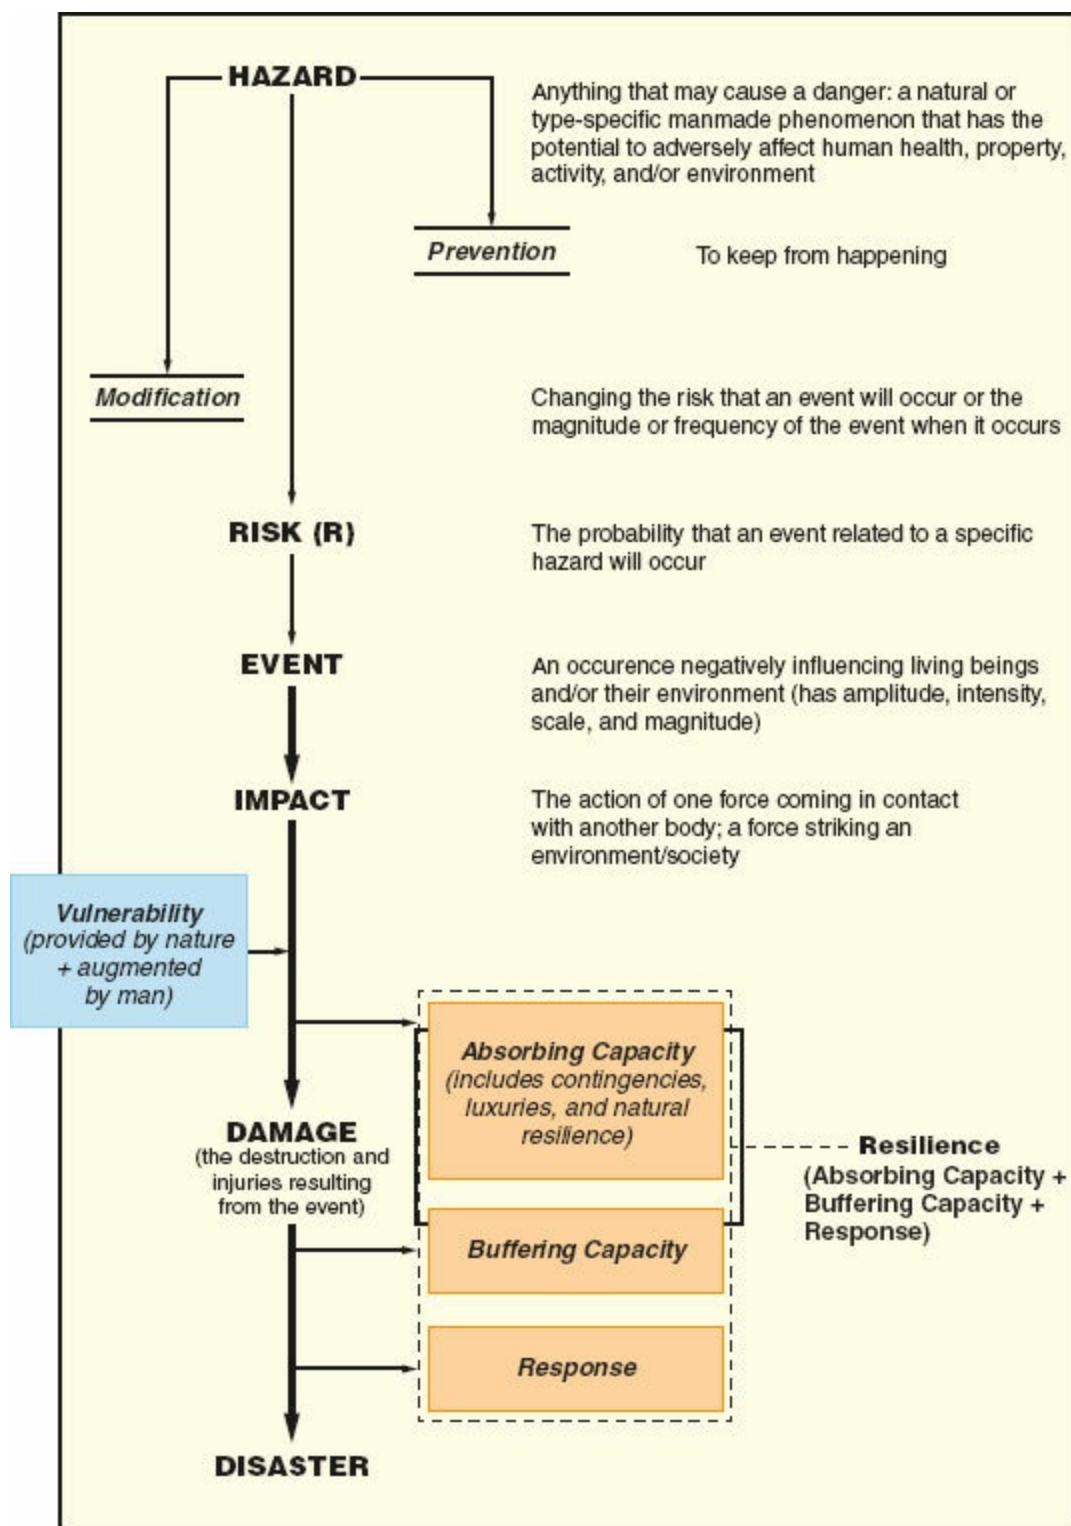 HAZARD
Anything that may cause a danger: a natural or
type-specific manmade phenomenon that has the
potential to adversely affect human health, property,
activity, and/or environment
Prevention
To keep from happening
Modification
Changing the risk that an event will occur or the
magnitude or frequency of the event when it occurs
RISK (R)
The probability that an event related to a specific
hazard will occur
EVENT
An occurence negatively influencing living beings
and/or their environment (has amplitude, intensity,
scale, and magnitude)
IMPACT
The action of one force coming in contact
with another body; a force striking an
environment/society
Vulnerability
(provided by nature
+ augmented
by man)
Absorbing Capacity
(includes contingencies,
luxuries, and natural
resilience)
DAMAGE
(the destruction and
injuries resulting
from the event)
Resilience
(Absorbing Capacity +
Buffering Capacity +
Response)
Buffering Capacity
Response
DISASTER